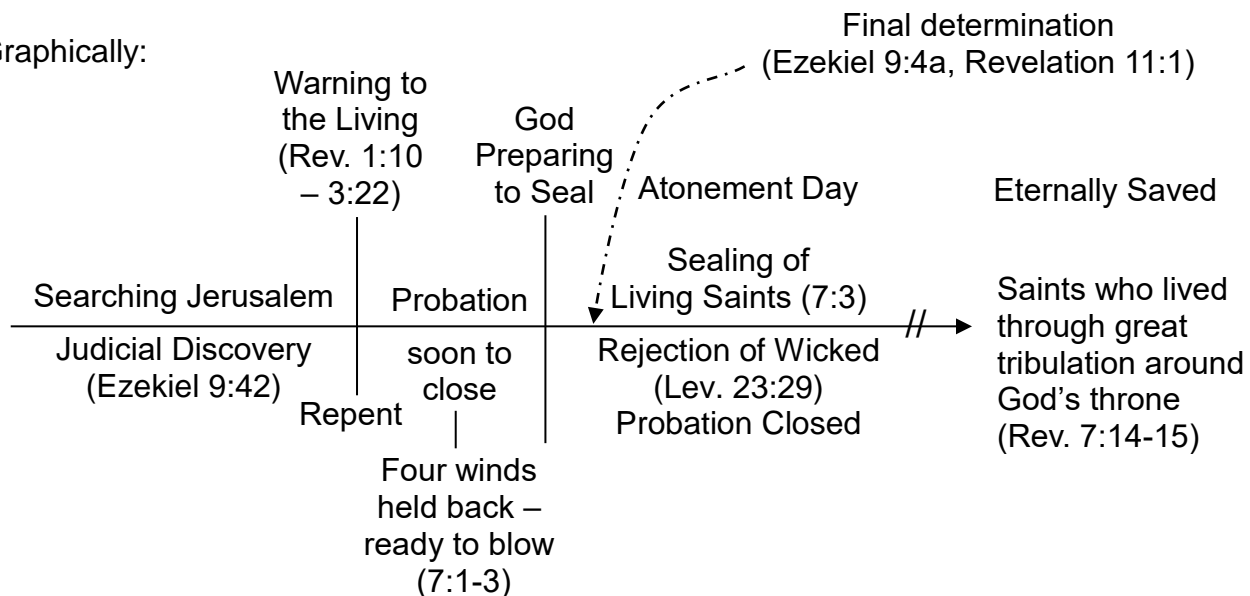 Graphically:
Final determination
(Ezekiel 9:4a, Revelation 11:1)
Warning to
the Living
(Rev. 1:10
– 3:22)
God
Preparing
to Seal
Atonement Day
Eternally Saved
Searching Jerusalem
Probation
Sealing of
Living Saints (7:3)
//
Judicial Discovery
(Ezekiel 9:42)
Repent
soon to
close
Rejection of Wicked
(Lev. 23:29)
Probation Closed
Saints who lived
through great
tribulation around
God’s throne
(Rev. 7:14-15)
Four winds
held back –
ready to blow
(7:1-3)